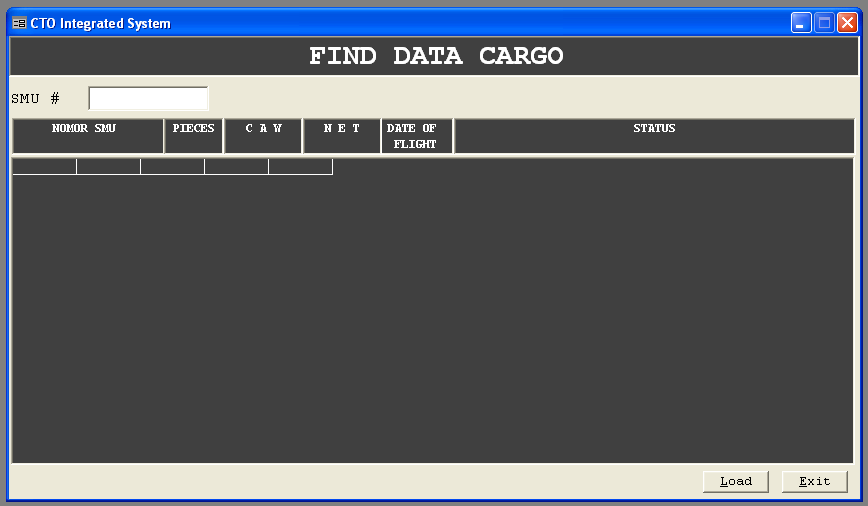 CTO Integrated System
FIND DATA CARGO
SMU #
NOMOR SMU PIECES C A W N E T DATE OF FLIGHT STATUS
Load Exit